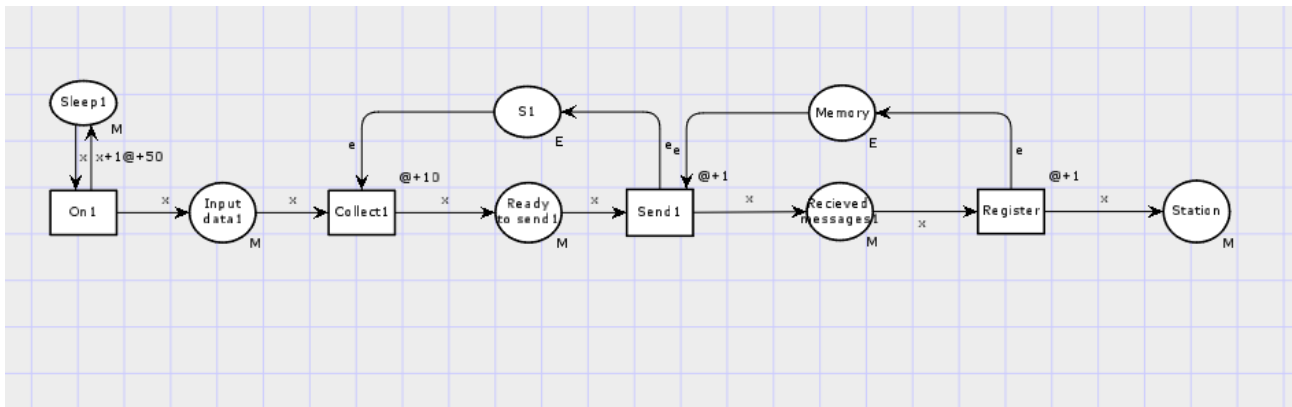 Sleep1
M
x
x+1@+50
On1
x
Input
data1
M
x
e
@+10
Collect1
x
S1
E
Ready
to send1
M
x
e
e
@+1
Send1
x
Memory
E
Recieved
messages1
M
x
e
@+1
Register
x
Station
M